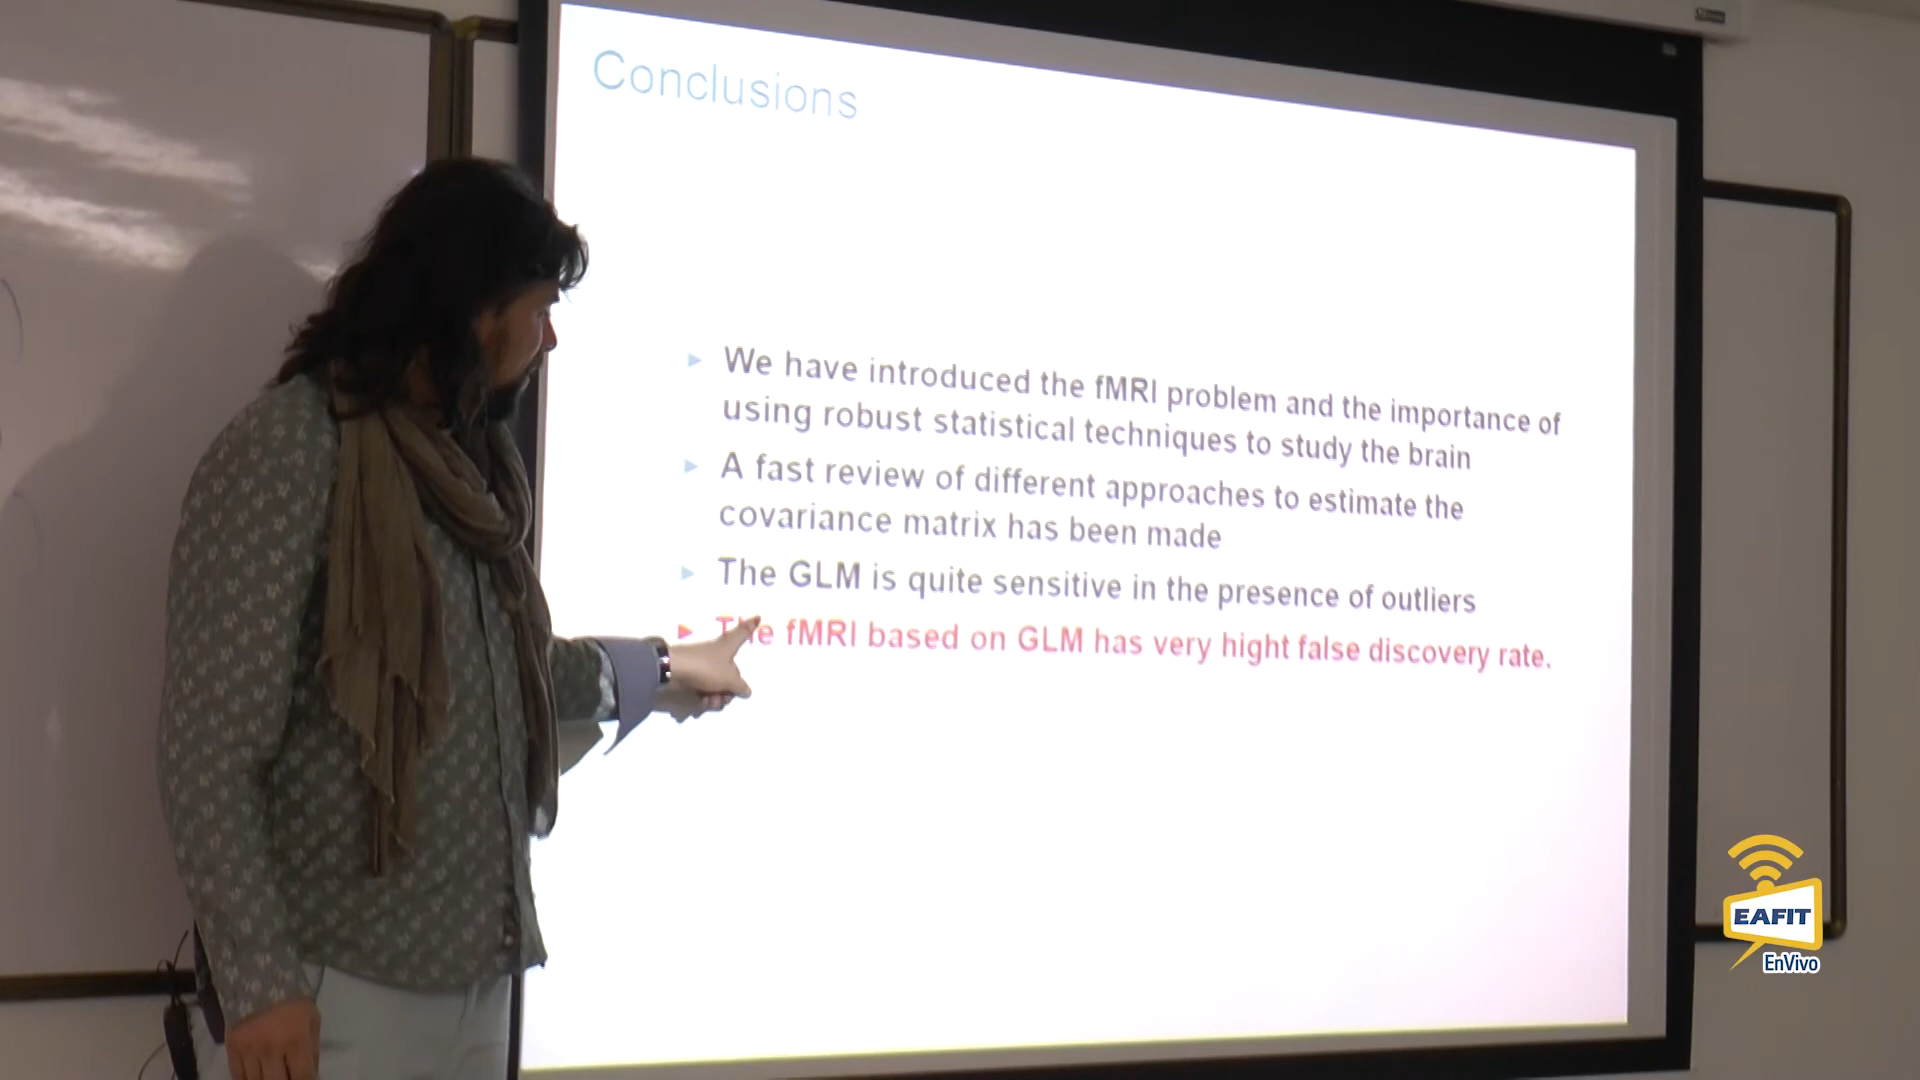 Conclusions
We have introduced the fMRI problem and the importance of
using robust statistical techniques to study the brain
A fast review of different approaches to estimate the
covariance matrix has been made
The GLM is quite sensitive in the presence of outliers
The fMRI based on GLM has very hight false discovery rate.
EAFIT
EnVivo